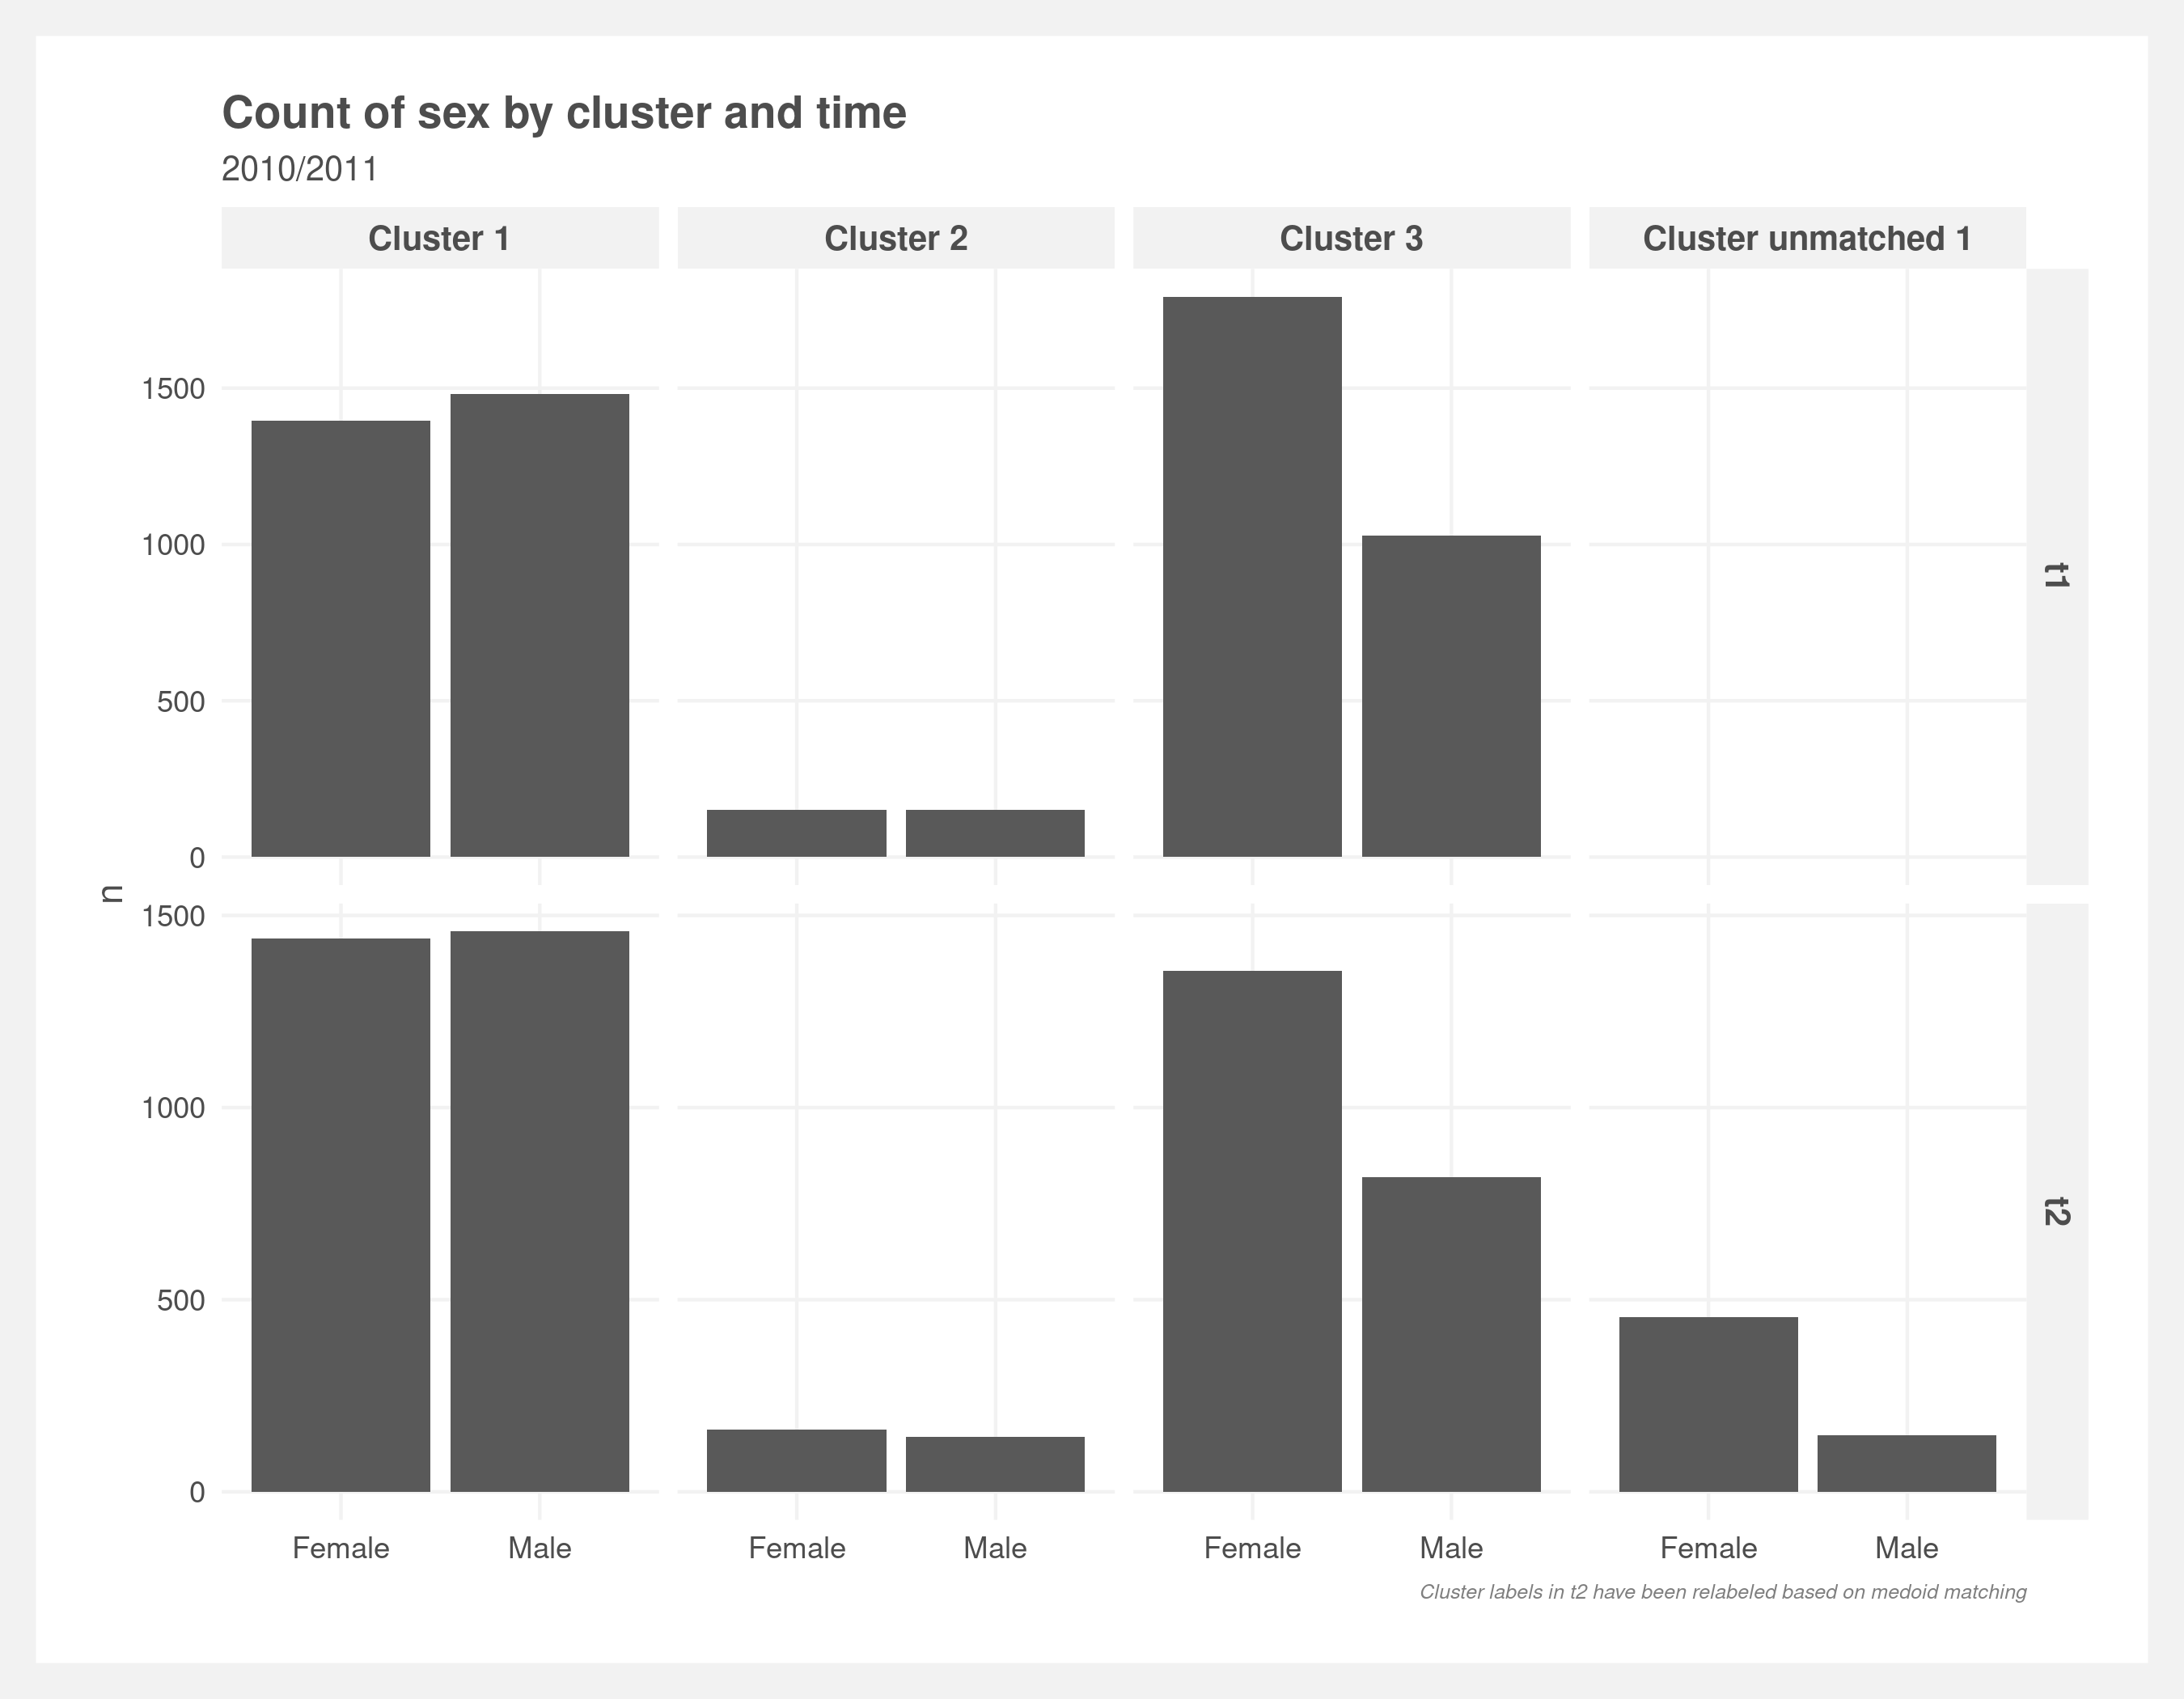 Count of sex by cluster and time
2010/2011
Cluster 1 Cluster 2 Cluster 3 Cluster unmatched 1
1500
1000
500
0
t1
n
1500
1000
500
0
t2
Female Male Female Male Female Male Female Male
Cluster labels in t2 have been relabeled based on medoid matching